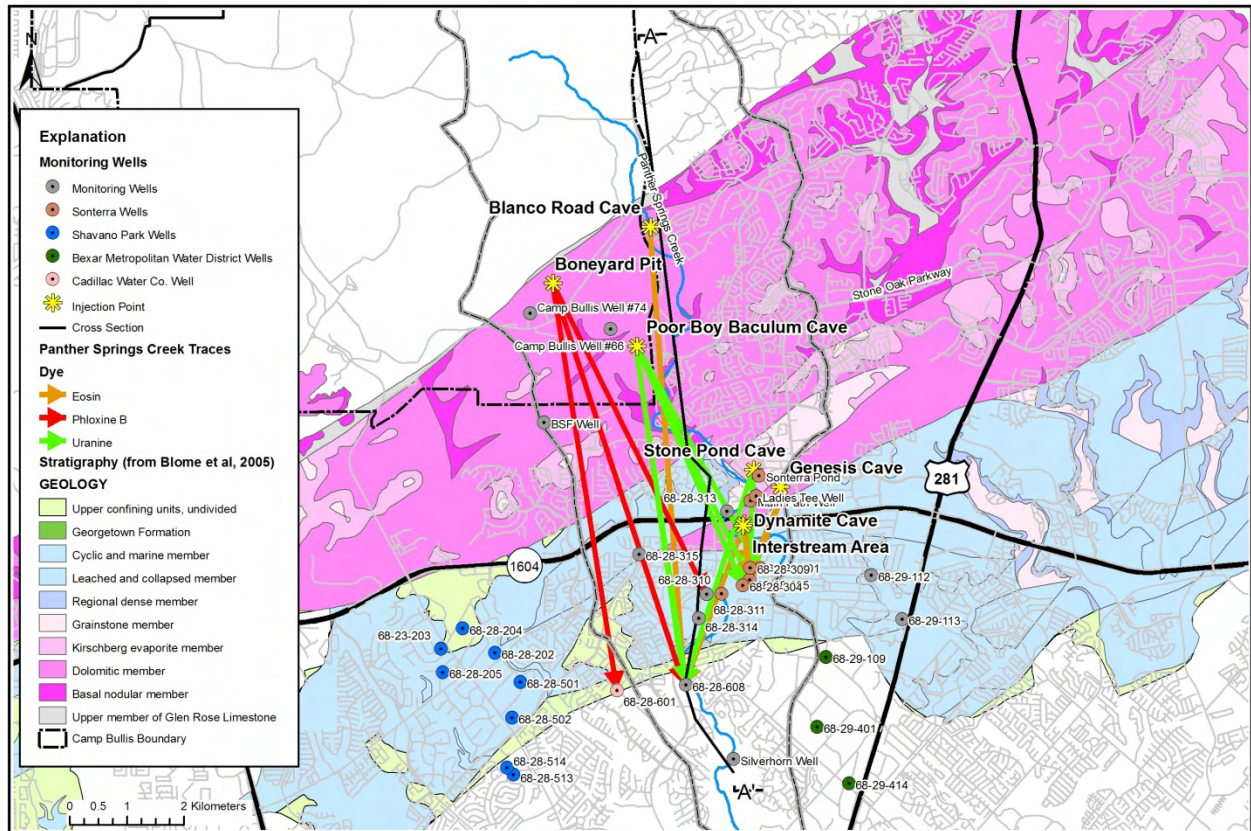 N
Explanation
Monitoring Wells
Monitoring Wells
Sonterra Wells
Shavano Park Wells
Bexar Metropolitan Water District Wells
Cadillac Water Co. Well
Injection Point
Cross Section
Panther Springs Creek Traces
Dye
Eosin
Phloxine B
Uranine
Stratigraphy (from Blome et al, 2005)
GEOLOGY
Upper confining units, undivided
Georgetown Formation
Cyclic and marine member
Leached and collapsed member
Regional dense member
Grainstone member
Kirschberg evaporite member
Dolomitic member
Basal nodular member
Upper member of Glen Rose Limestone
Camp Bullis Boundary
0 0.5 1 2 Kilometers
A
Panther Springs Creek
Blanco Road Cave
Boneyard Pit
Camp Bullis Well #74
Poor Boy Baculum Cave
Camp Bullis Well #66
Stone Oak Parkway
BSF Well
Stone Pond Cave
Genesis Cave
Sonterra Pond
281
Ladies Tee Well
Main Path Well
68-28-313
Dynamite Cave
Interstream Area
1604
68-28-315
68-28-3091
68-28-304
68-29-112
68-28-310
68-28-311
68-28-314
68-29-113
68-23-203
68-28-204
68-28-202
68-28-205
68-28-501
68-29-109
68-28-608
68-28-601
68-28-502
68-29-401
68-28-514
68-28-513
Silverhorn Well
68-29-414
A'